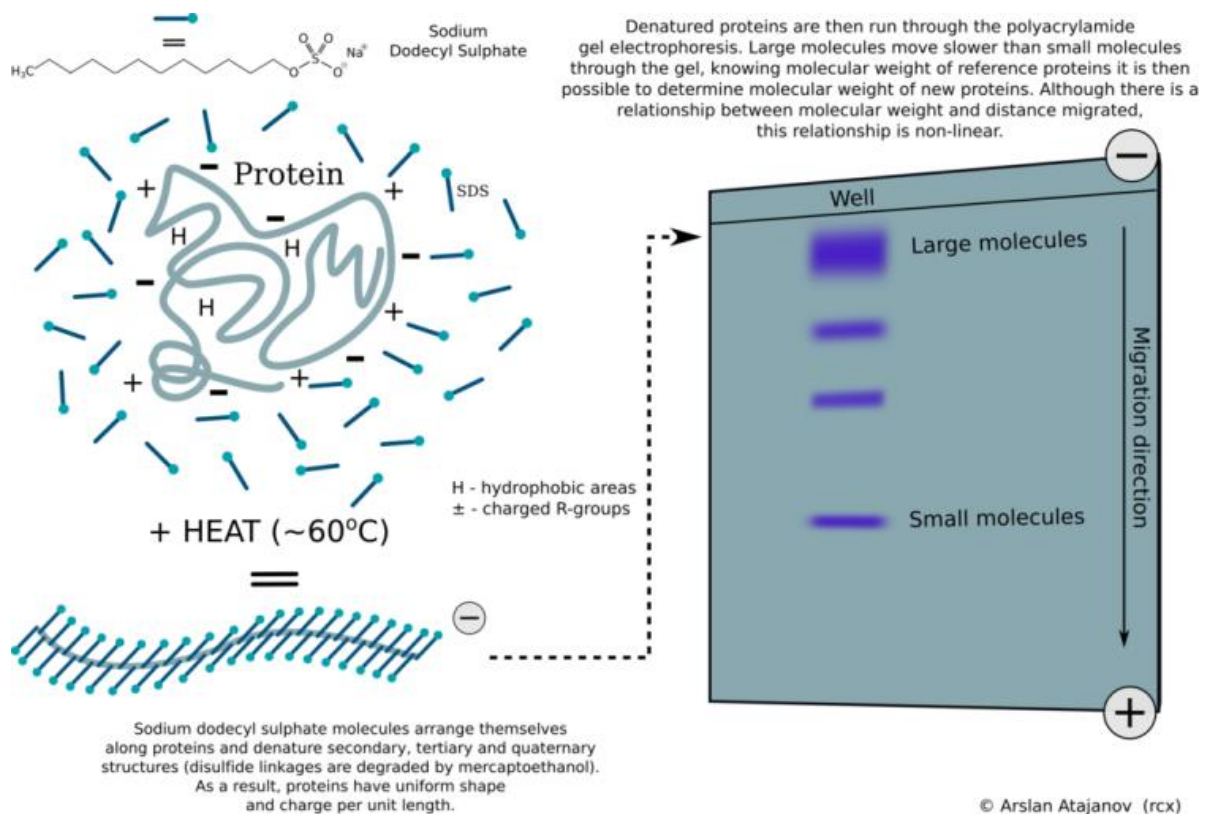 Sodium
Dodecyl Sulphate
H₃C
O
S
O
O
O⁻
Na⁺
Denatured proteins are then run through the polyacrylamide
gel electrophoresis. Large molecules move slower than small molecules
through the gel, knowing molecular weight of reference proteins it is then
possible to determine molecular weight of new proteins. Although there is a
relationship between molecular weight and distance migrated,
this relationship is non-linear.
Protein
SDS
H
H
H
+
+
+
+
+
-
-
-
-
-
-
H - hydrophobic areas
± - charged R-groups
+ HEAT (~60⁰C)
=
−
Sodium dodecyl sulphate molecules arrange themselves
along proteins and denature secondary, tertiary and quaternary
structures (disulfide linkages are degraded by mercaptoethanol).
As a result, proteins have uniform shape
and charge per unit length.
−
Well
Large molecules
Small molecules
Migration direction
+
© Arslan Atajanov (rcx)